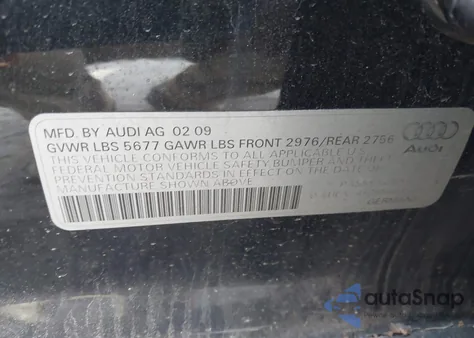 MFD. BY AUDI AG 02 09
GVWR LBS 5677 GAWR LBS FRONT 2976/REAR 2756
THIS VEHICLE CONFORMS TO ALL APPLICABLE U.S.
FEDERAL MOTOR VEHICLE SAFETY BUMPER AND THEFT
PREVENTION STANDARDS IN EFFECT ON THE DATE OF
MANUFACTURE SHOWN ABOVE.
Audi
GERMANY
autaSnap